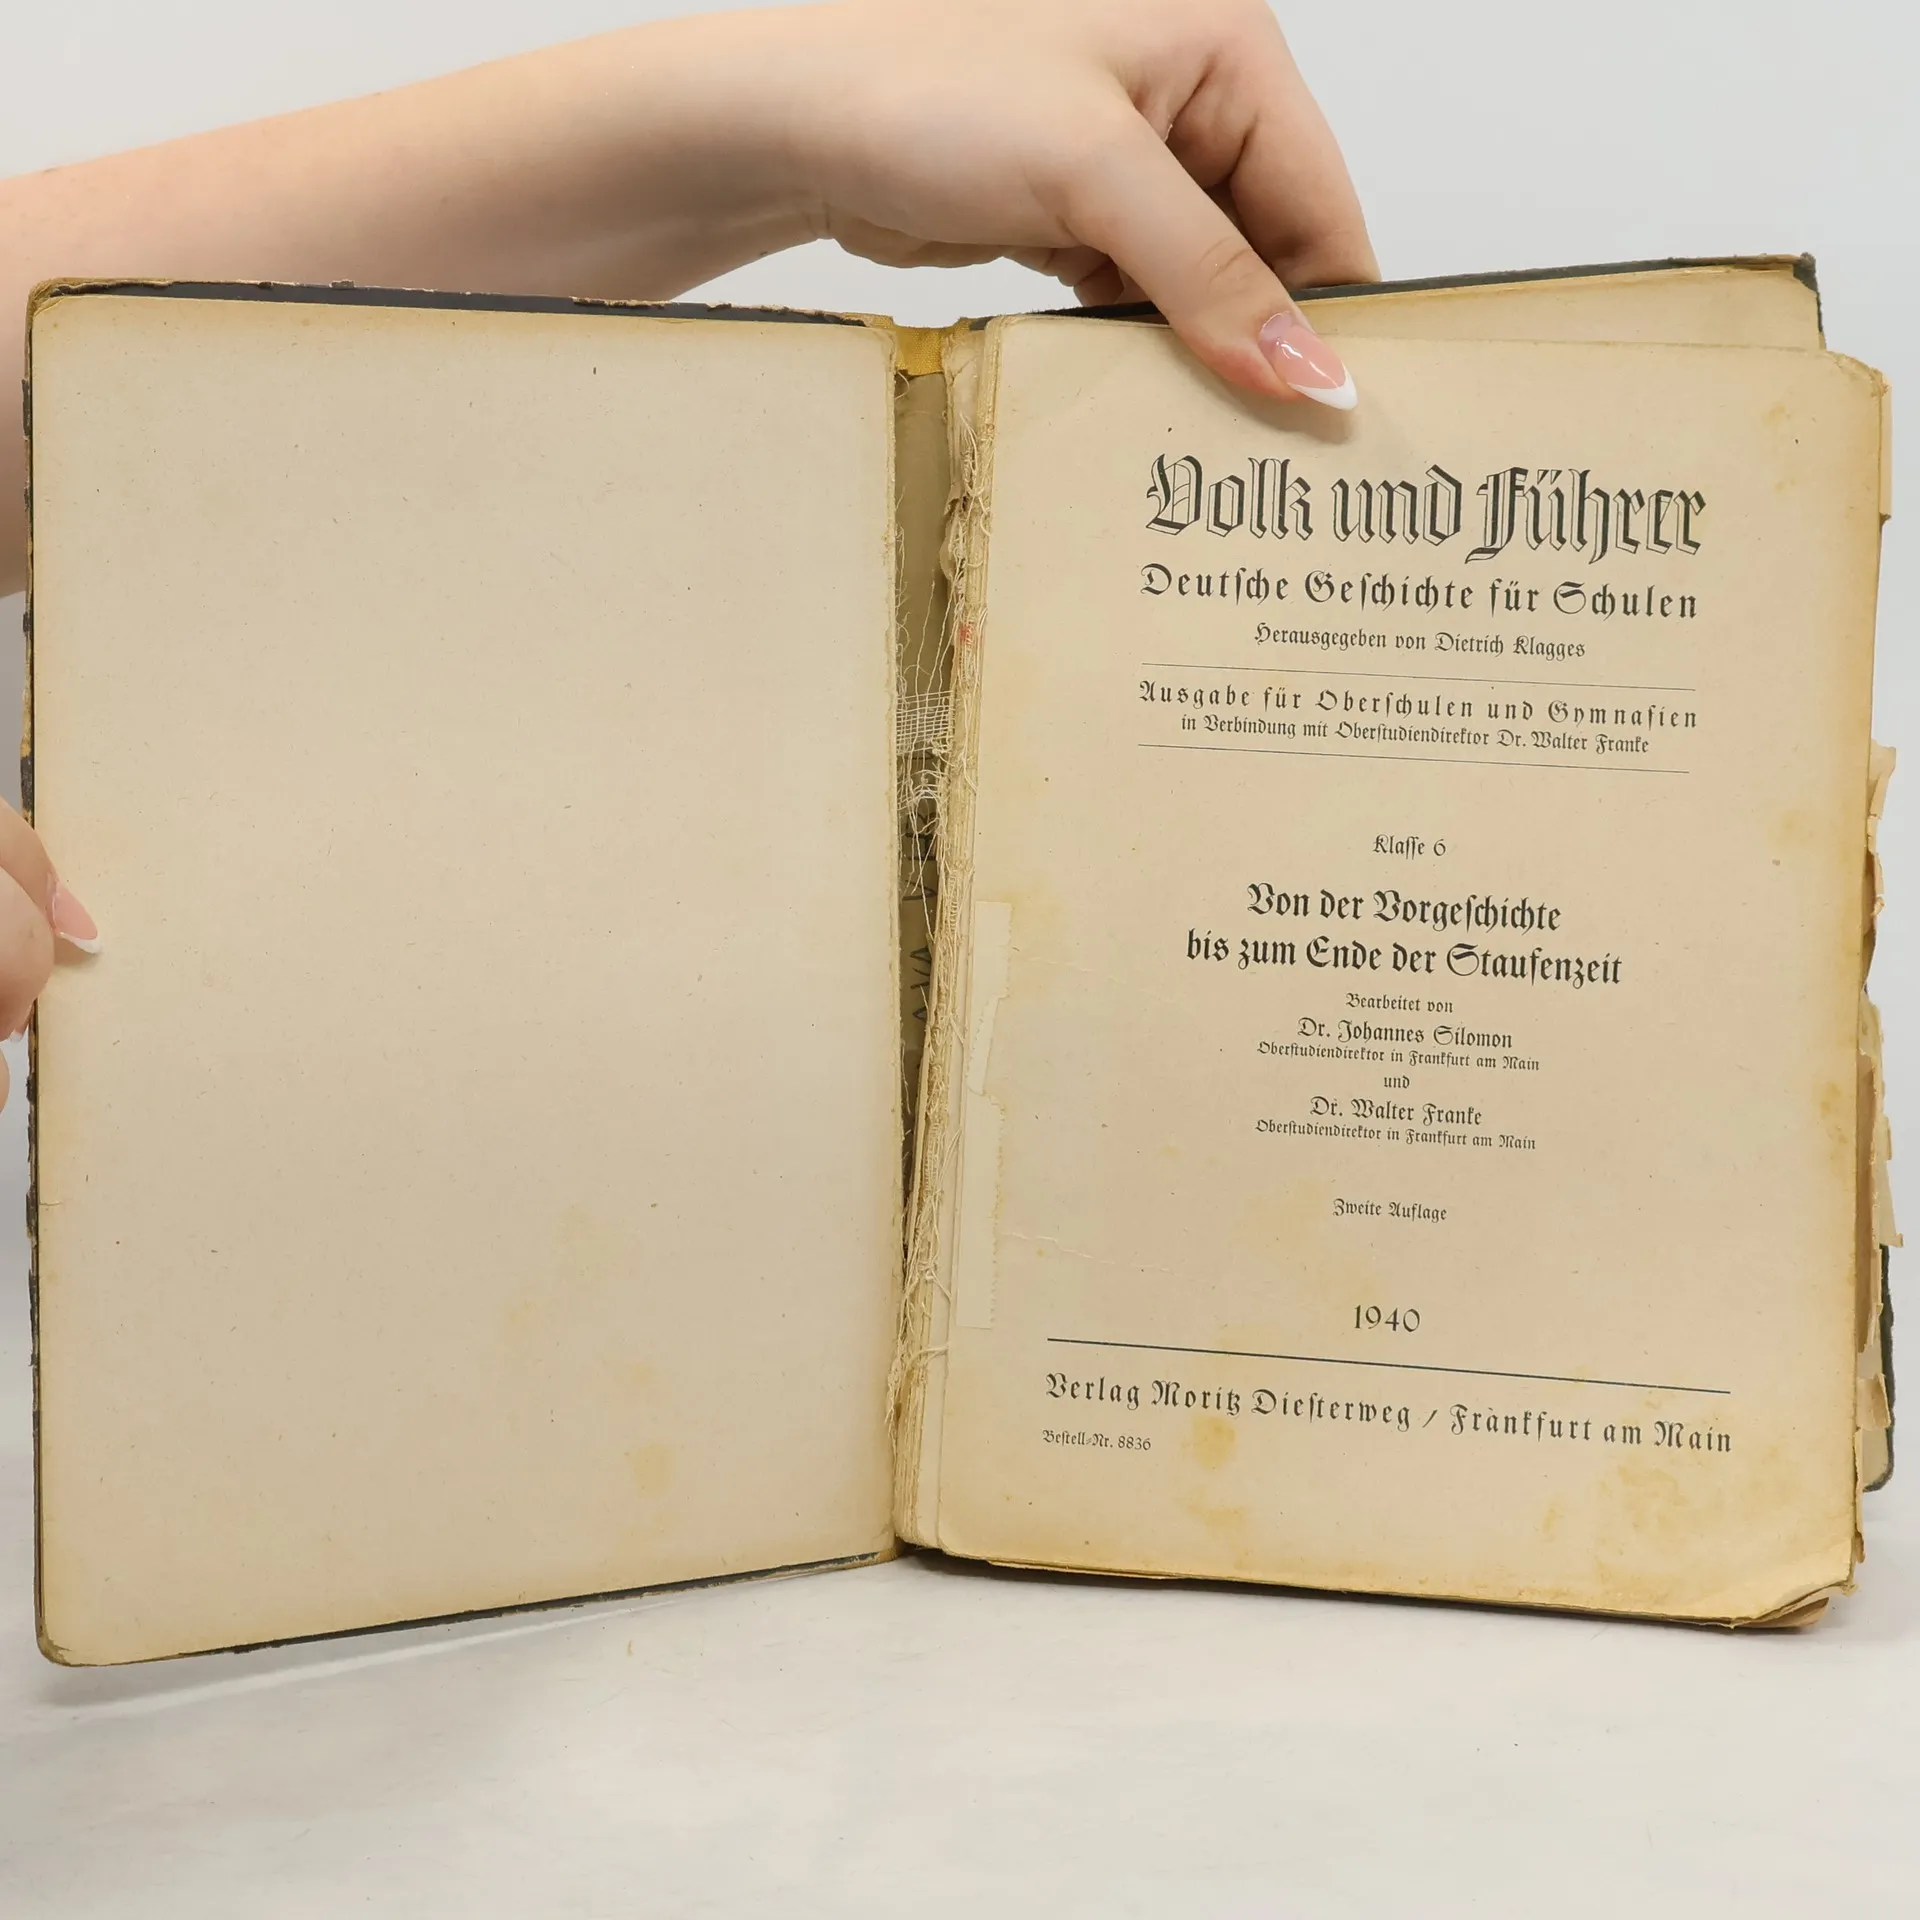 Volk und Führer
Deutſche Geſchichte für Schulen
Herausgegeben von Dietrich Klagges
Ausgabe für Oberſchulen und Gymnaſien
in Verbindung mit Oberſtudiendirektor Dr. Walter Franke
Klaſſe 6
Von der Vorgeſchichte
bis zum Ende der Staufenzeit
Bearbeitet von
Dr. Johannes Silomon
Oberſtudiendirektor in Frankfurt am Main
und
Dr. Walter Franke
Oberſtudiendirektor in Frankfurt am Main
Zweite Auflage
1940
Verlag Moritz Dieſterweg / Frankfurt am Main
Beſtell-Nr. 8836